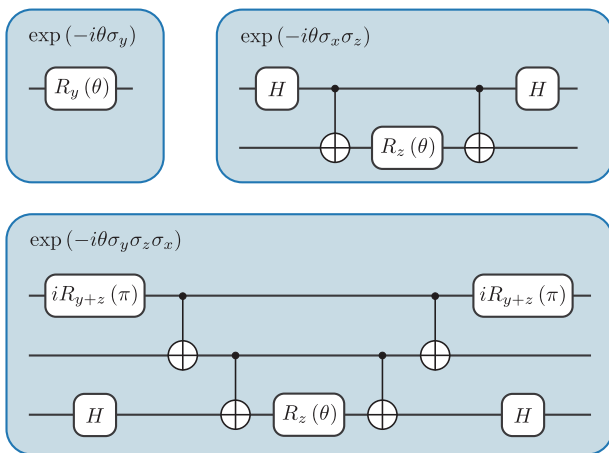 exp (−iθσ_y)
R_y (θ)
exp (−iθσ_xσ_z)
H
H
R_z (θ)
exp (−iθσ_yσ_zσ_x)
iR_{y+z} (π)
iR_{y+z} (π)
H
R_z (θ)
H